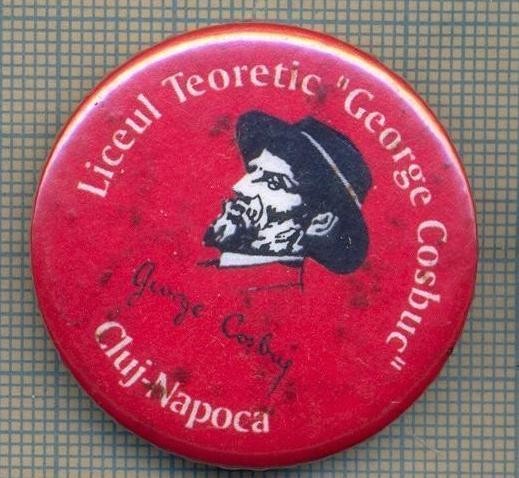 Liceul Teoretic "George Cosbuc"
George Cosbuc
Cluj-Napoca